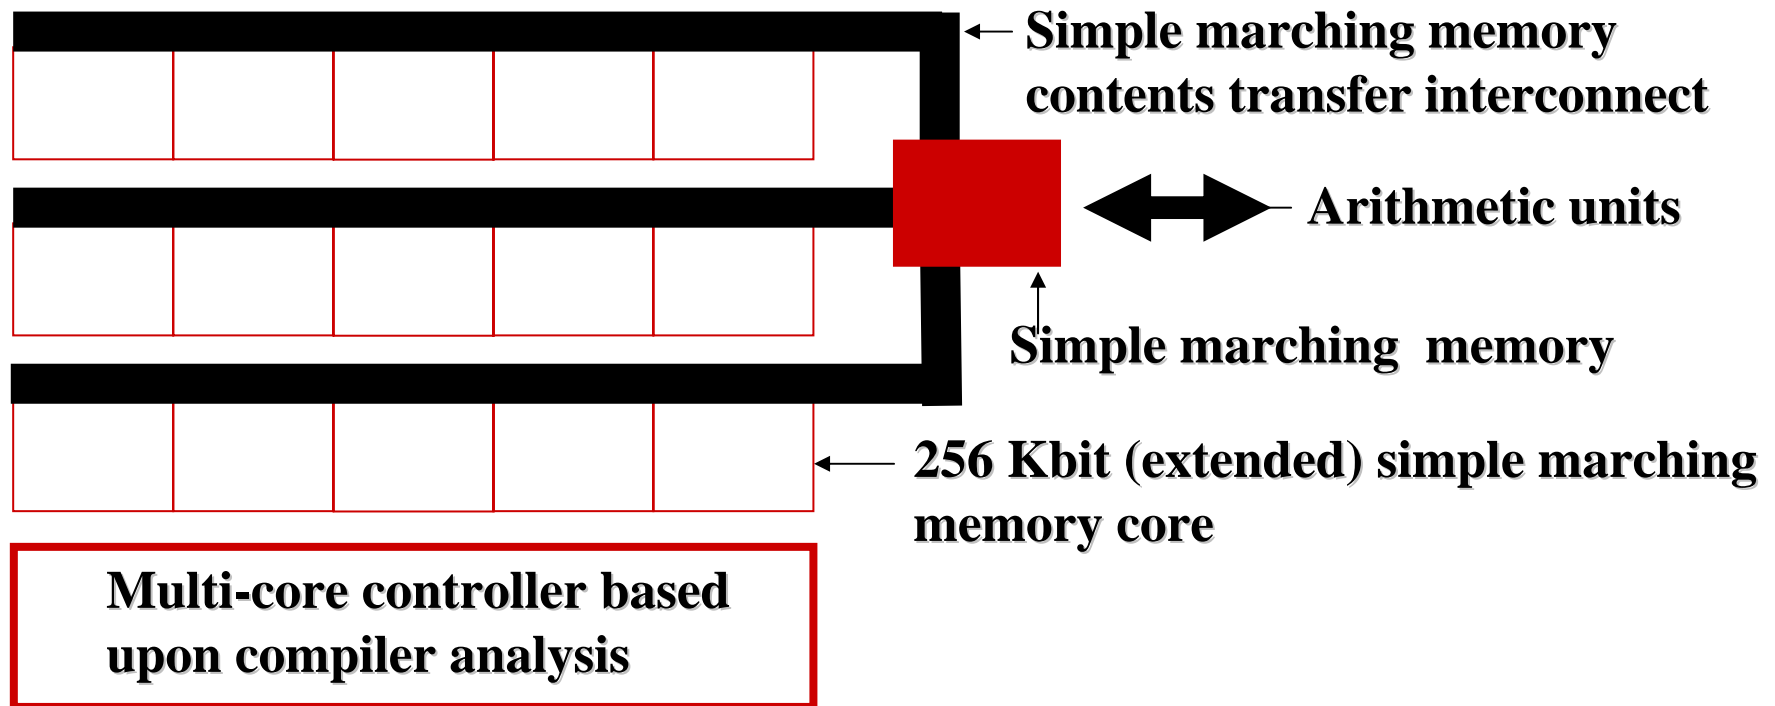 Simple marching memory
contents transfer interconnect
Arithmetic units
Simple marching memory
256 Kbit (extended) simple marching
memory core
Multi-core controller based
upon compiler analysis